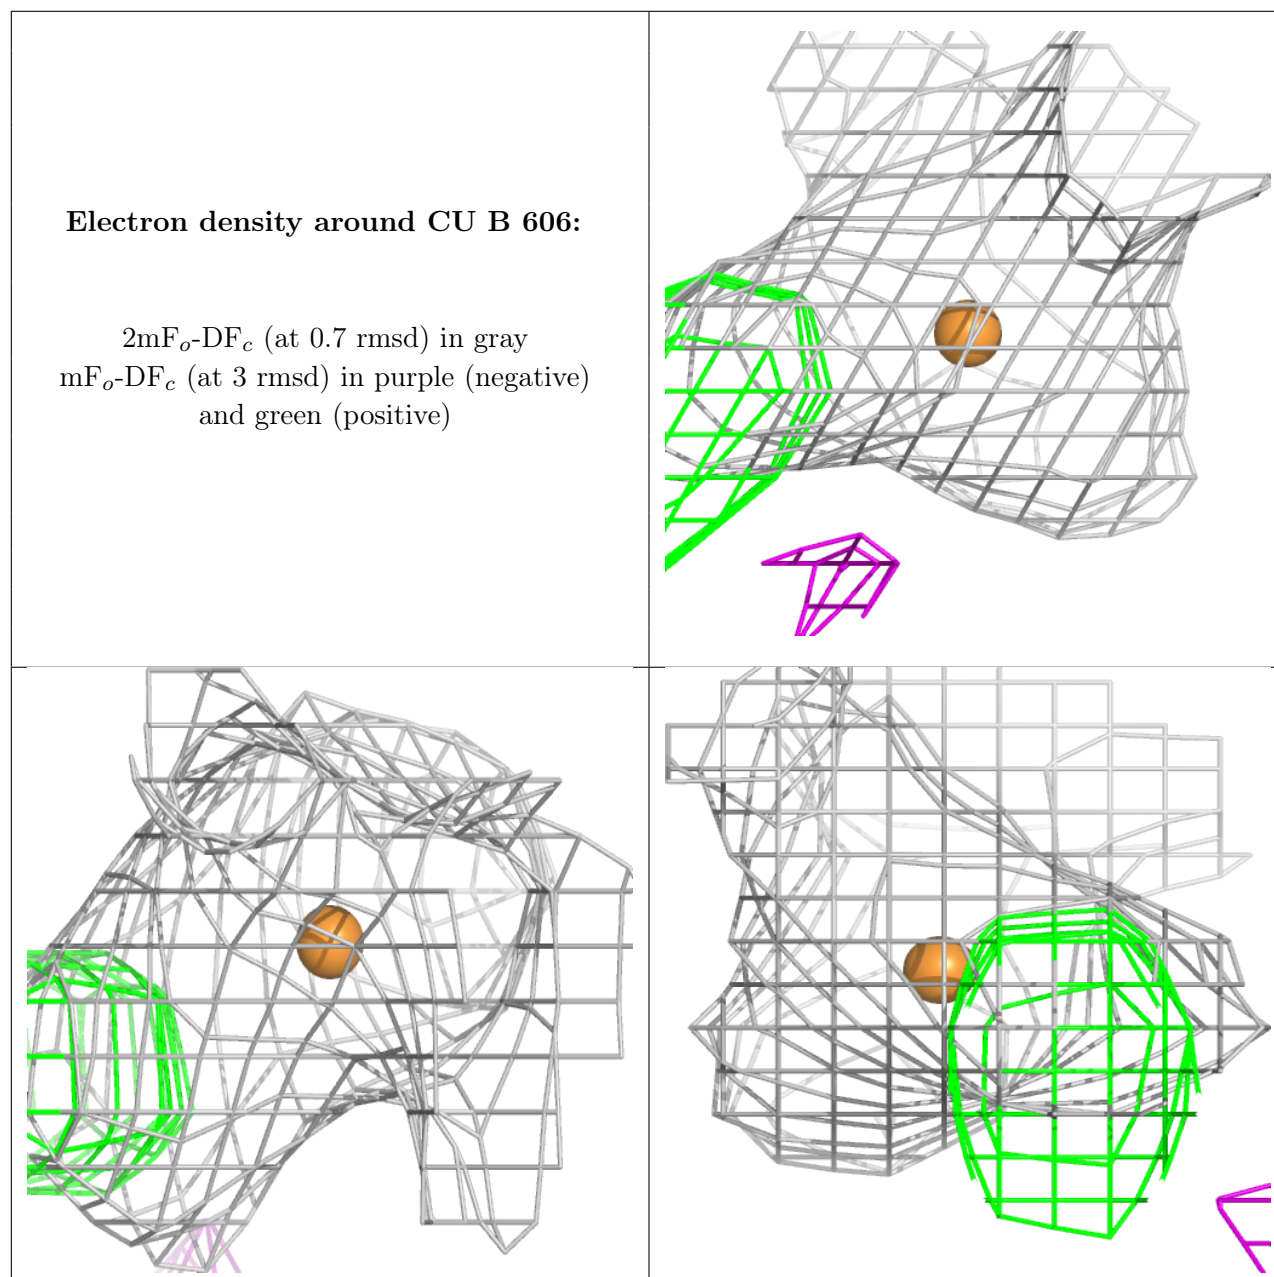 Electron density around CU B 606:
2mFo-DFc (at 0.7 rmsd) in gray
mFo-DFc (at 3 rmsd) in purple (negative)
and green (positive)